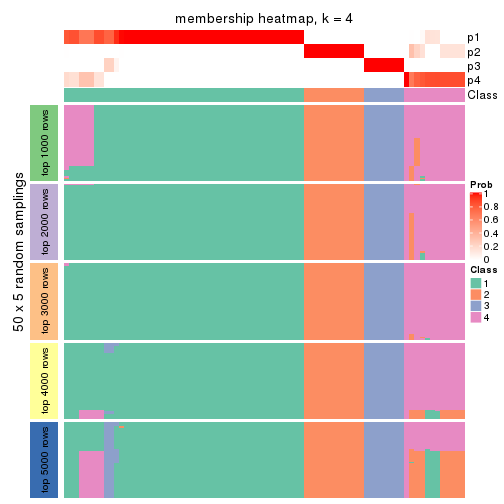 membership heatmap, k = 4
p1
p2
p3
p4
Class
50 x 5 random samplings
top 1000 rows
top 2000 rows
top 3000 rows
top 4000 rows
top 5000 rows
Prob
1
0.8
0.6
0.4
0.2
0
Class
1
2
3
4